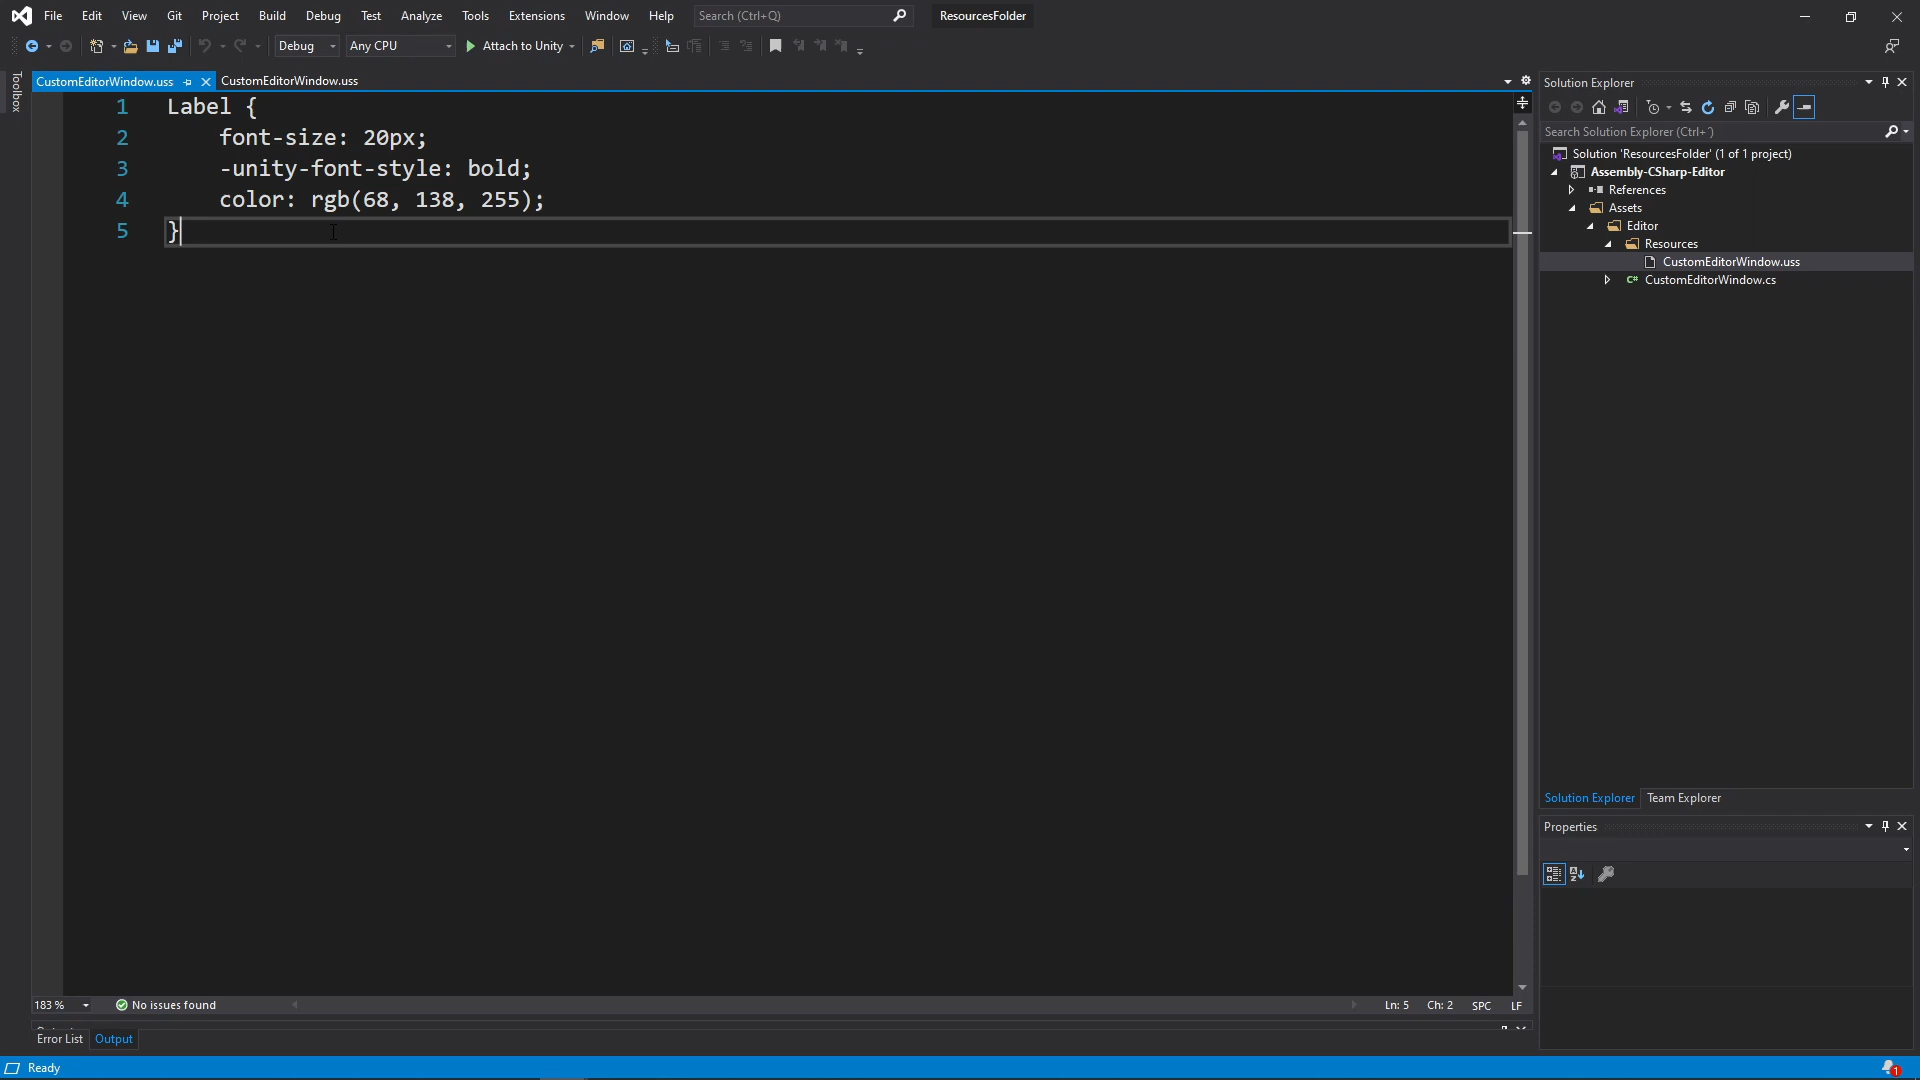 File Edit View Git Project Build Debug Test Analyze Tools Extensions Window Help Search (Ctrl+Q) ResourcesFolder
Debug Any CPU Attach to Unity
Toolbox
CustomEditorWindow.uss CustomEditorWindow.uss
1 Label {
2 font-size: 20px;
3 -unity-font-style: bold;
4 color: rgb(68, 138, 255);
5 }
183 % No issues found Ln: 5 Ch: 2 SPC LF
Error List Output
Solution Explorer
Search Solution Explorer (Ctrl+´)
Solution 'ResourcesFolder' (1 of 1 project)
Assembly-CSharp-Editor
References
Assets
Editor
Resources
CustomEditorWindow.uss
C# CustomEditorWindow.cs
Solution Explorer Team Explorer
Properties
Ready 1